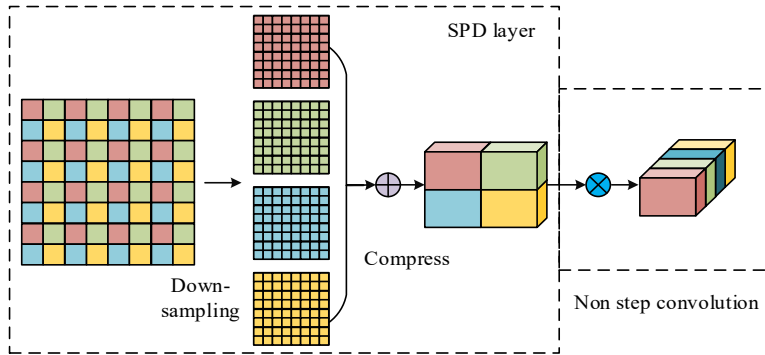 SPD layer
Down-
sampling
Compress
Non step convolution